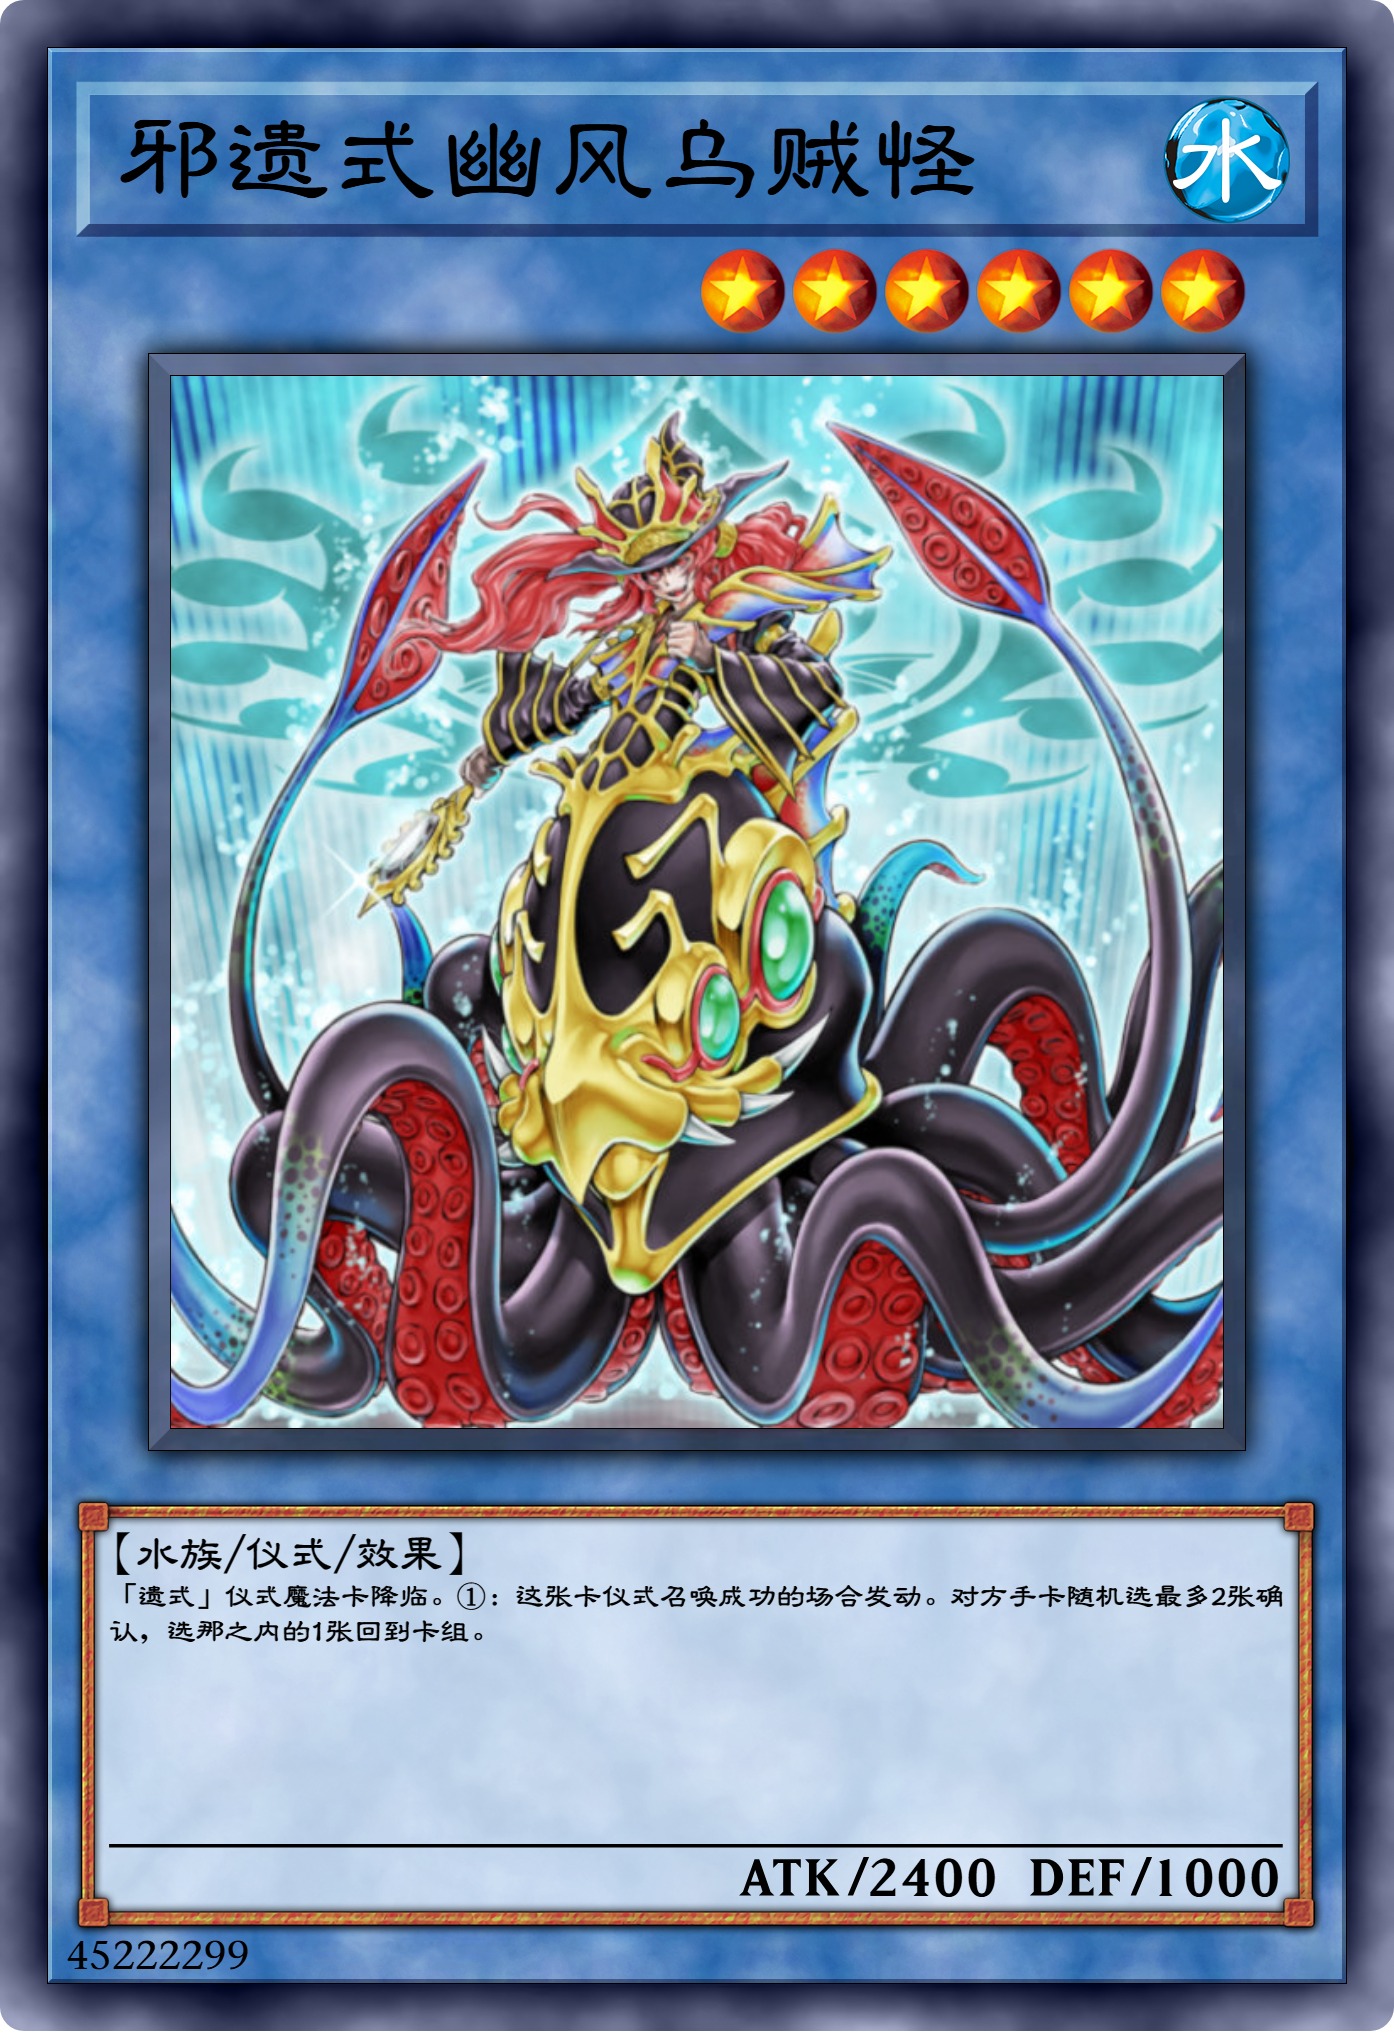 邪遗式幽风乌贼怪
水
【水族/仪式/效果】
「遗式」仪式魔法卡降临。①：这张卡仪式召唤成功的场合发动。对方手卡随机选最多2张确
认，选那之内的1张回到卡组。
ATK/2400 DEF/1000
45222299